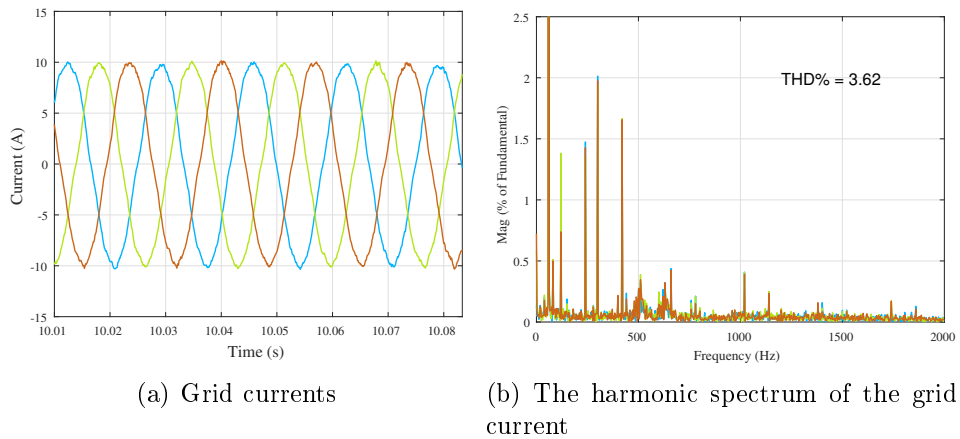 15
10
5
0
-5
-10
-15
10.01 10.02 10.03 10.04 10.05 10.06 10.07 10.08
Current (A)
Time (s)
2.5
2
1.5
1
0.5
0
0 500 1000 1500 2000
Mag (% of Fundamental)
Frequency (Hz)
THD% = 3.62
(a) Grid currents
(b) The harmonic spectrum of the grid
current